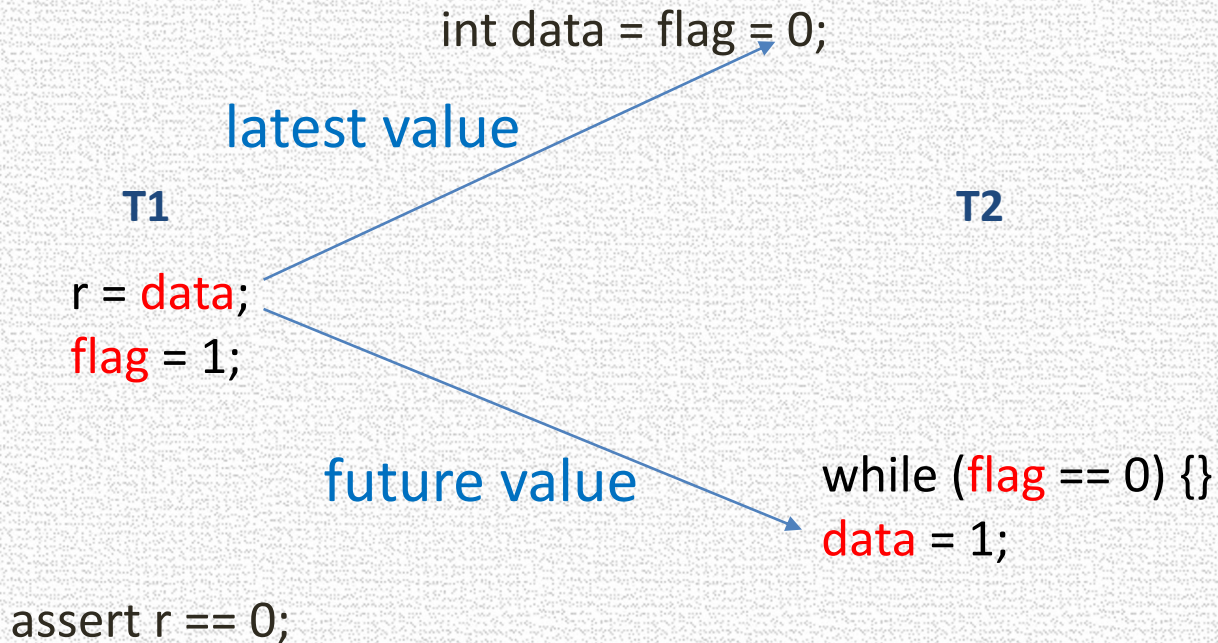 int data = flag = 0;
latest value
T1
T2
r = data;
flag = 1;
future value
while (flag == 0) {}
data = 1;
assert r == 0;